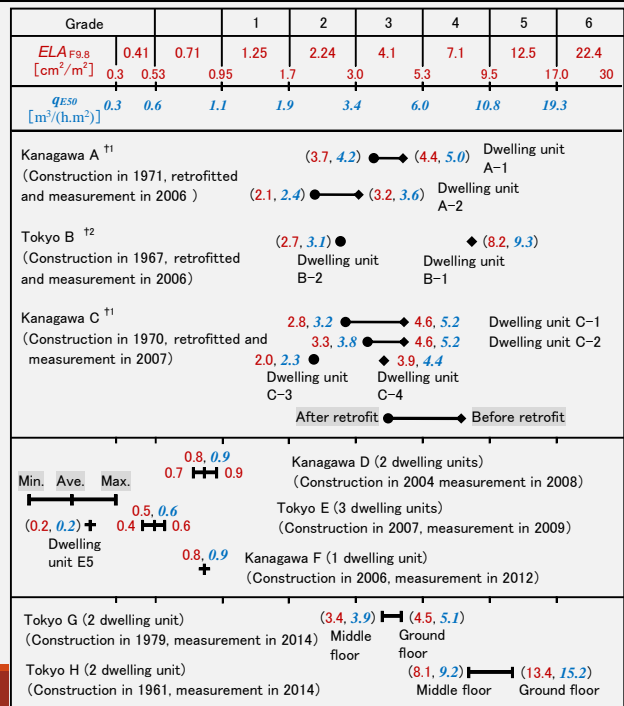 Grade 1 2 3 4 5 6
ELA F9.8 0.41 0.71 1.25 2.24 4.1 7.1 12.5 22.4
[cm²/m²] 0.3 0.53 0.95 1.7 3.0 5.3 9.5 17.0 30
qE50 0.3 0.6 1.1 1.9 3.4 6.0 10.8 19.3
[m³/(h.m²)]
Kanagawa A †1 (3.7, 4.2) (4.4, 5.0) Dwelling unit
A-1
(Construction in 1971, retrofitted
and measurement in 2006 ) (2.1, 2.4) (3.2, 3.6) Dwelling unit
A-2
Tokyo B †2 (2.7, 3.1) (8.2, 9.3)
(Construction in 1967, retrofitted Dwelling unit Dwelling unit
and measurement in 2006) B-2 B-1
Kanagawa C †1 2.8, 3.2 4.6, 5.2 Dwelling unit C-1
(Construction in 1970, retrofitted and 3.3, 3.8 4.6, 5.2 Dwelling unit C-2
measurement in 2007) 2.0, 2.3 3.9, 4.4
Dwelling unit Dwelling unit
C-3 C-4
After retrofit Before retrofit
0.8, 0.9 Kanagawa D (2 dwelling units)
0.7 0.9 (Construction in 2004 measurement in 2008)
Min. Ave. Max.
0.5, 0.6 Tokyo E (3 dwelling units)
(0.2, 0.2) 0.4 0.6 (Construction in 2007, measurement in 2009)
Dwelling
unit E5
0.8, 0.9 Kanagawa F (1 dwelling unit)
(Construction in 2006, measurement in 2012)
Tokyo G (2 dwelling unit) (3.4, 3.9) (4.5, 5.1)
(Construction in 1979, measurement in 2014) Middle Ground
floor floor
Tokyo H (2 dwelling unit) (8.1, 9.2) (13.4, 15.2)
(Construction in 1961, measurement in 2014) Middle floor Ground floor